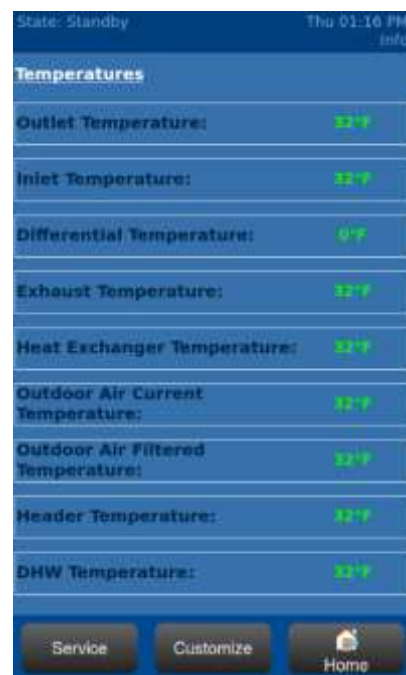 State: Standby
Thu 01:16 PM
Info
Temperatures
Outlet Temperature:
32°F
Inlet Temperature:
32°F
Differential Temperature:
0°F
Exhaust Temperature:
32°F
Heat Exchanger Temperature:
32°F
Outdoor Air Current
Temperature:
32°F
Outdoor Air Filtered
Temperature:
32°F
Header Temperature:
32°F
DHW Temperature:
32°F
Service
Customize
Home